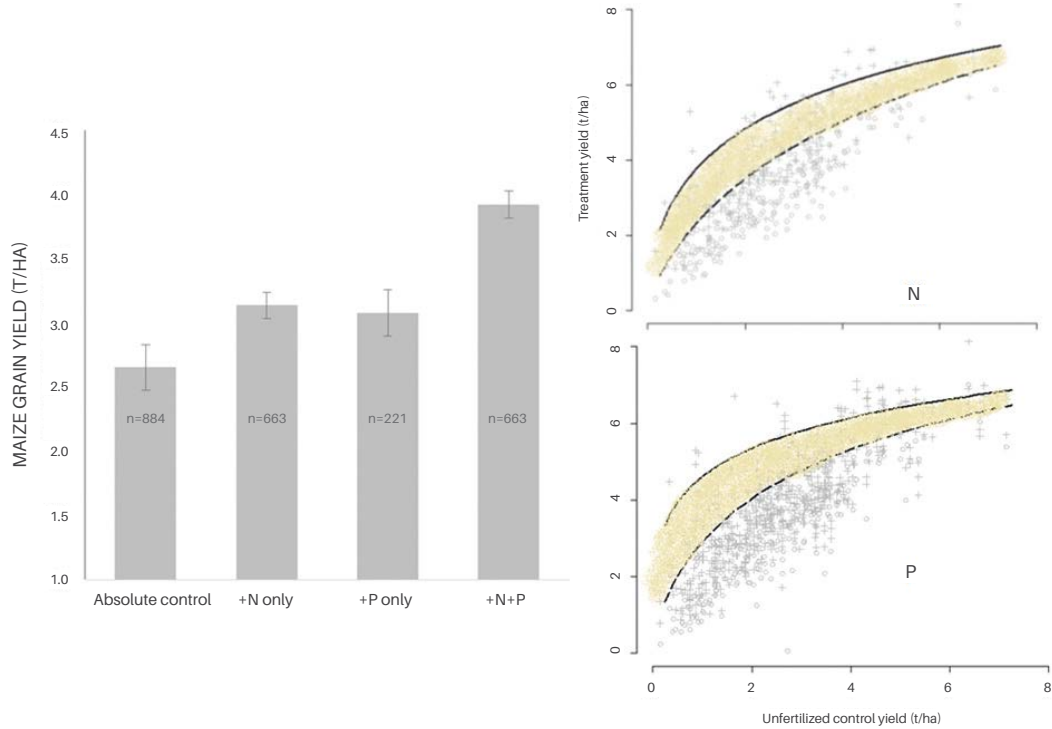 MAIZE GRAIN YIELD (T/HA)
4.5
4.0
3.5
3.0
2.5
2.0
1.5
1.0
n=884
n=663
n=221
n=663
Absolute control
+N only
+P only
+N+P
Treatment yield (t/ha)
8
6
4
2
0
N
8
6
4
2
0
P
0
2
4
6
8
Unfertilized control yield (t/ha)